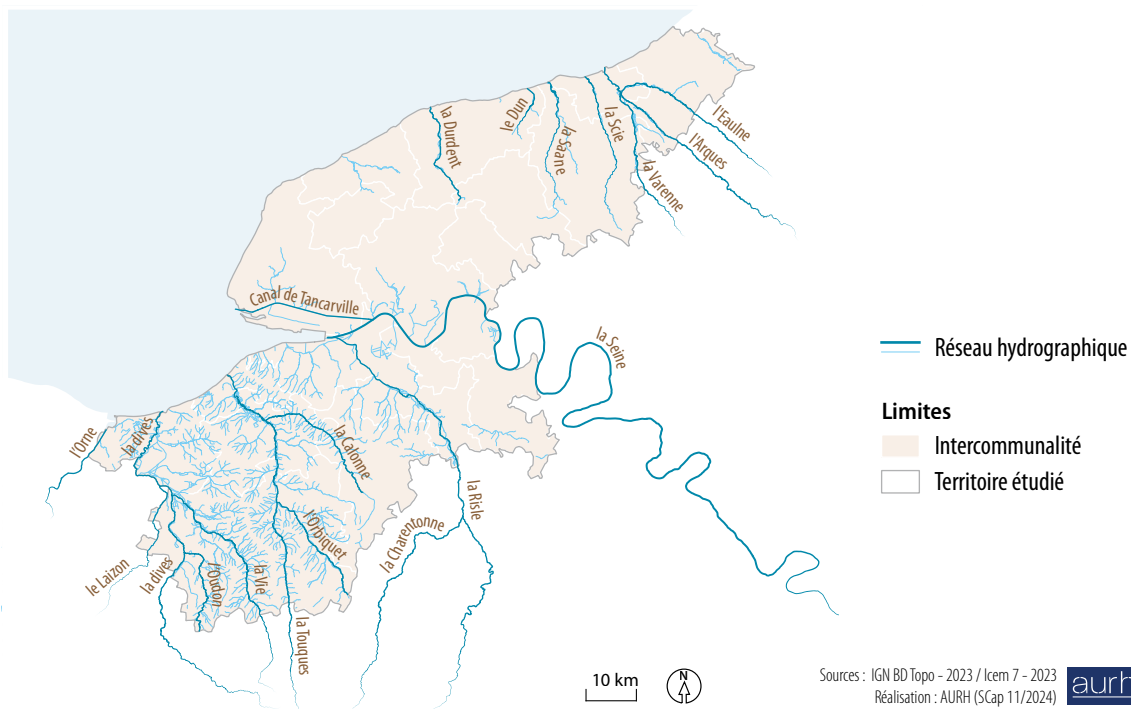 la Durdent
le Dun
la Saane
la Scie
l'Eaulne
l'Arques
la Varenne
Canal de Tancarville
la Seine
Réseau hydrographique
Limites
Intercommunalité
Territoire étudié
l'Orne
la dives
la Calonne
la Risle
l'Orbiquet
la Charentonne
le Laizon
la dives
l'Oudon
la Vie
la Touques
10 km
N
Sources : IGN BD Topo - 2023 / Icem 7 - 2023
Réalisation : AURH (SCap 11/2024)
aurh